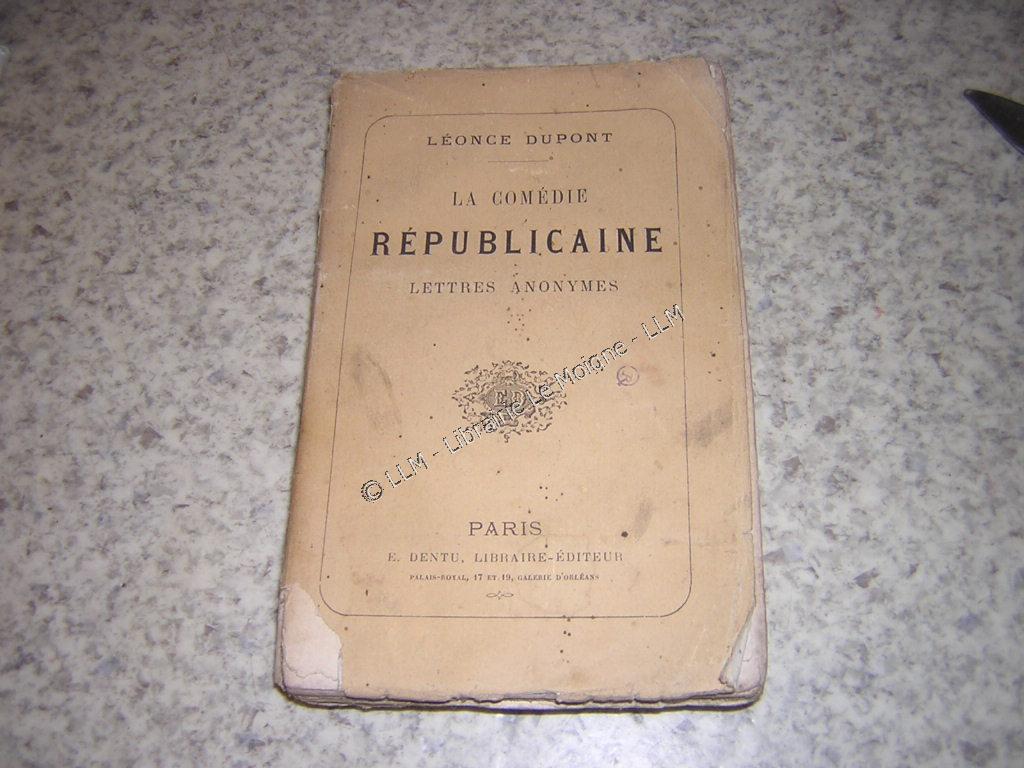 LÉONCE DUPONT
LA COMÉDIE
RÉPUBLICAINE
LETTRES ANONYMES
ED
© LLM - Librairie Le Moigne - LLM
PARIS
E. DENTU, LIBRAIRE-ÉDITEUR
PALAIS-ROYAL, 17 ET 19, GALERIE D'ORLÉANS